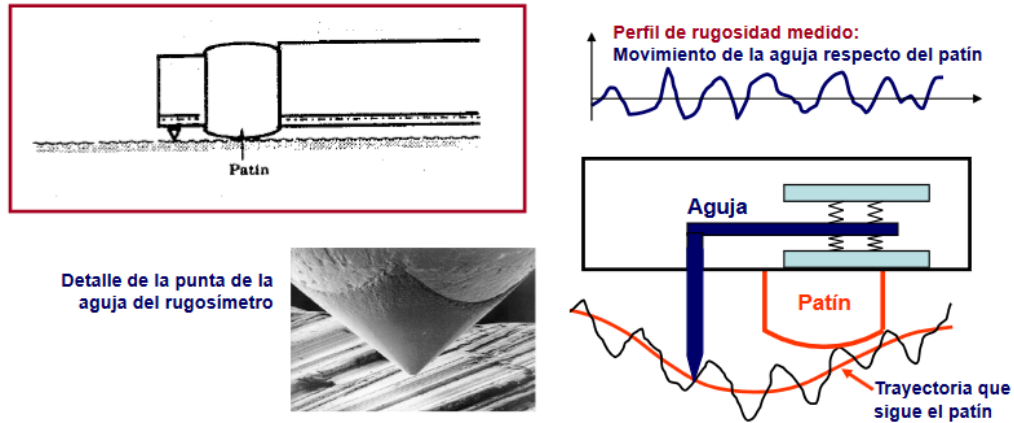 Patín
Perfil de rugosidad medido:
Movimiento de la aguja respecto del patín
Detalle de la punta de la
aguja del rugosímetro
Aguja
Patín
Trayectoria que
sigue el patín